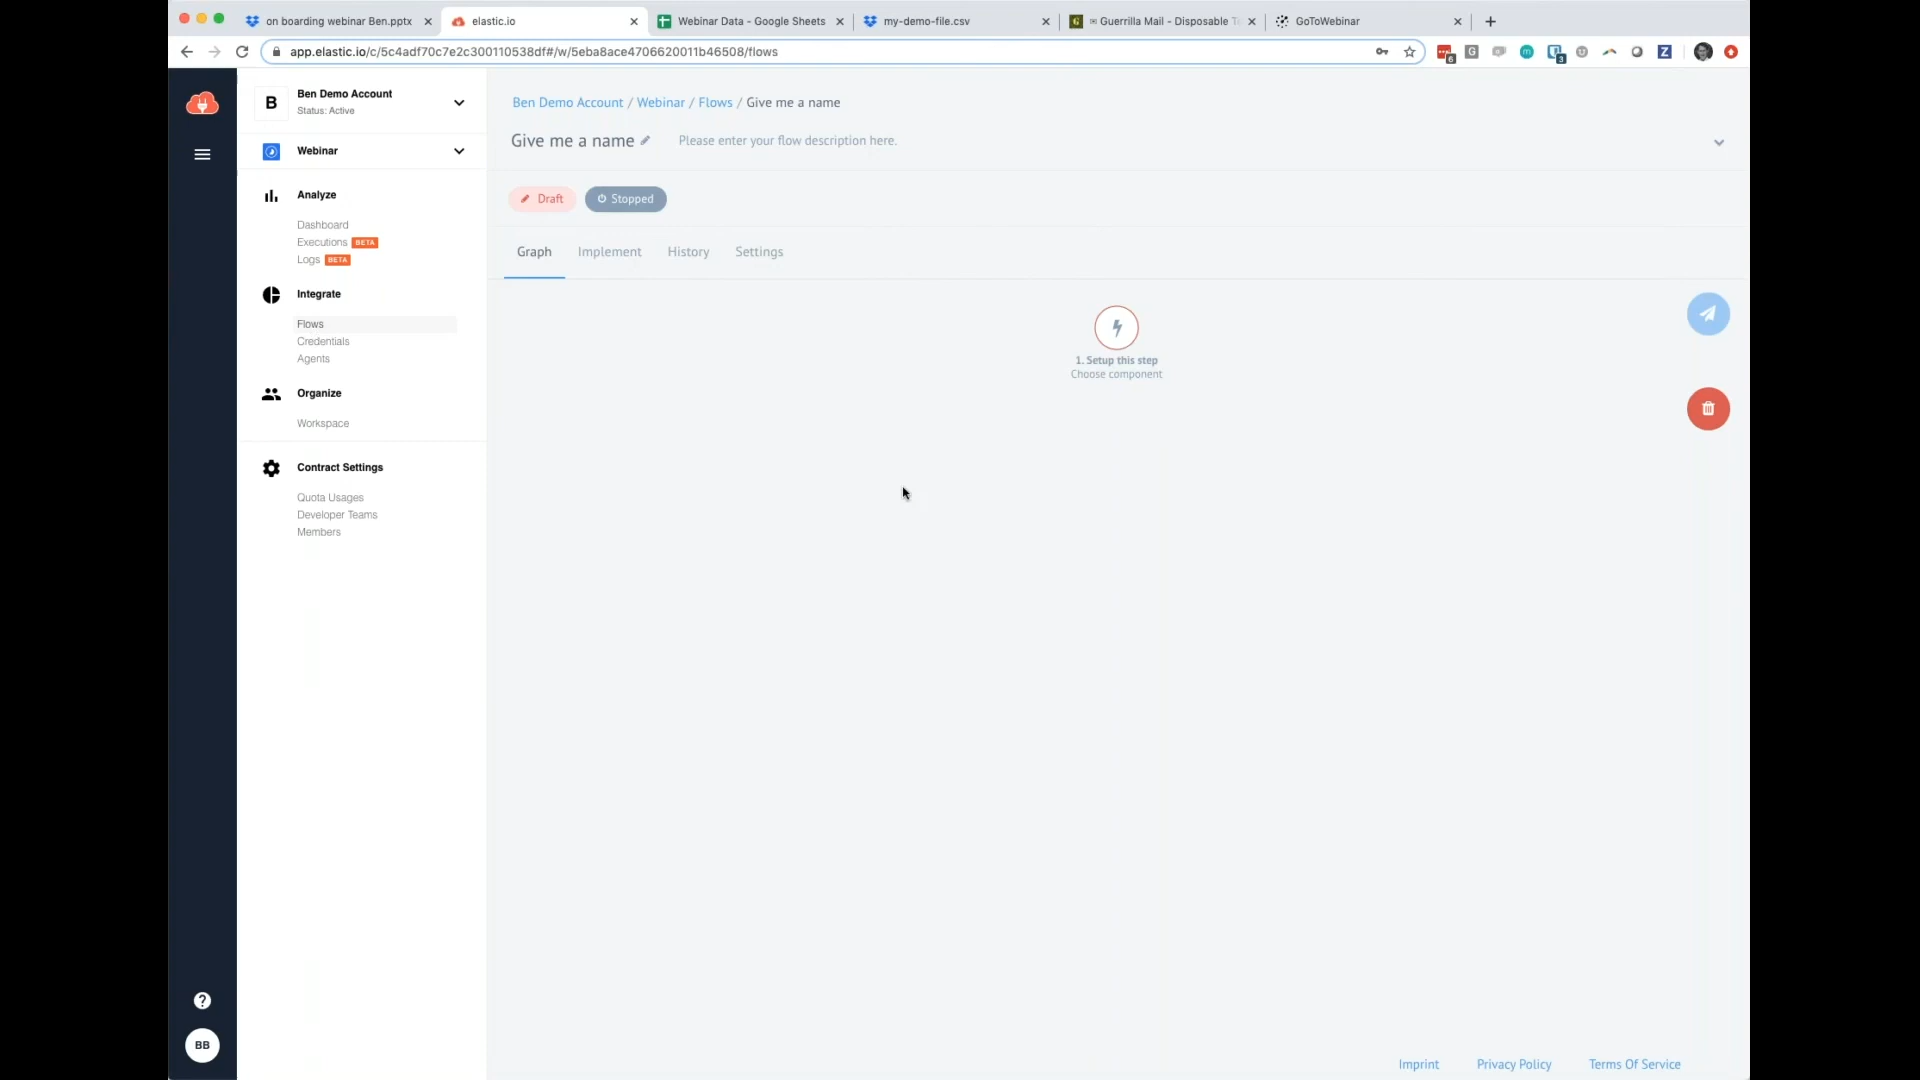 on boarding webinar Ben.pptx
elastic.io
Webinar Data - Google Sheets
my-demo-file.csv
Guerrilla Mail - Disposable
GoToWebinar
app.elastic.io/c/5c4adf70c7e2c300110538df#/w/5eba8ace4706620011b46508/flows
6
G
m
3
Z
B
Ben Demo Account
Status: Active
Webinar
Analyze
Dashboard
Executions BETA
Logs BETA
Integrate
Flows
Credentials
Agents
Organize
Workspace
Contract Settings
Quota Usages
Developer Teams
Members
BB
Ben Demo Account / Webinar / Flows / Give me a name
Give me a name
Please enter your flow description here.
Draft
Stopped
Graph
Implement
History
Settings
1. Setup this step
Choose component
Imprint
Privacy Policy
Terms Of Service